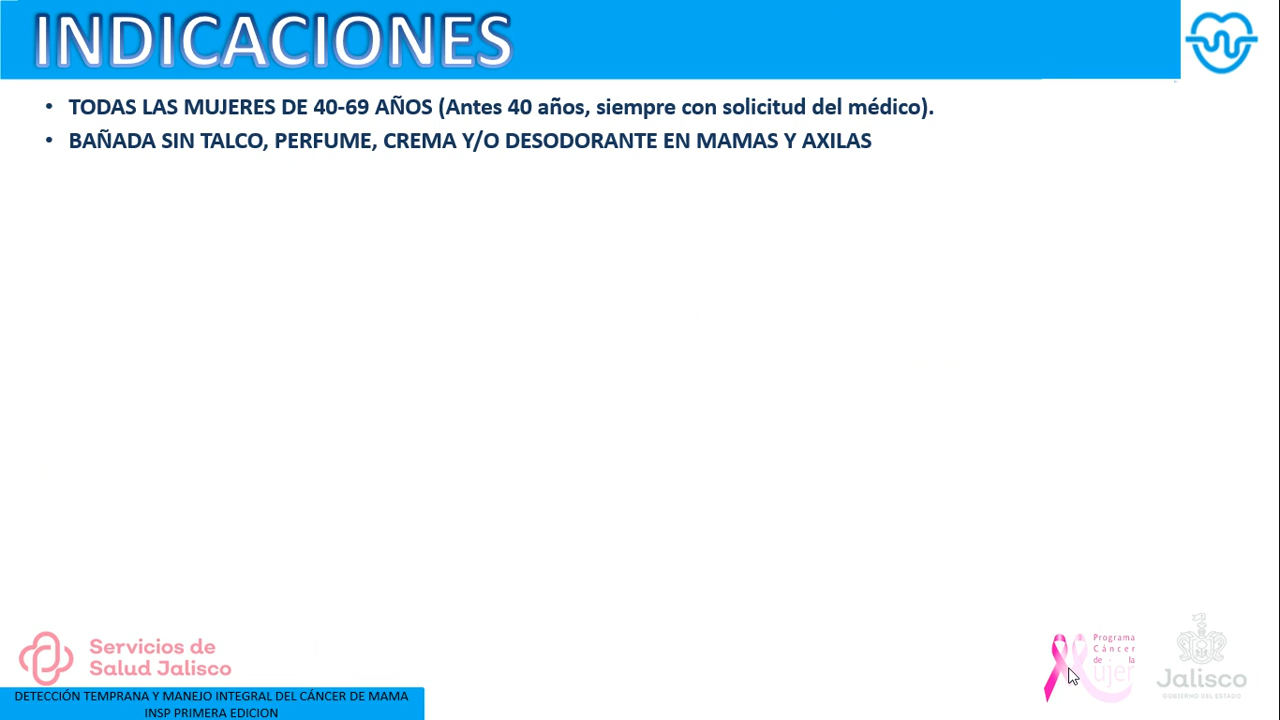 INDICACIONES
• TODAS LAS MUJERES DE 40-69 AÑOS (Antes 40 años, siempre con solicitud del médico).
• BAÑADA SIN TALCO, PERFUME, CREMA Y/O DESODORANTE EN MAMAS Y AXILAS
Servicios de
Salud Jalisco
Programa
Cáncer
de la
ujer
Jalisco
GOBIERNO DEL ESTADO
DETECCIÓN TEMPRANA Y MANEJO INTEGRAL DEL CÁNCER DE MAMA
INSP PRIMERA EDICION